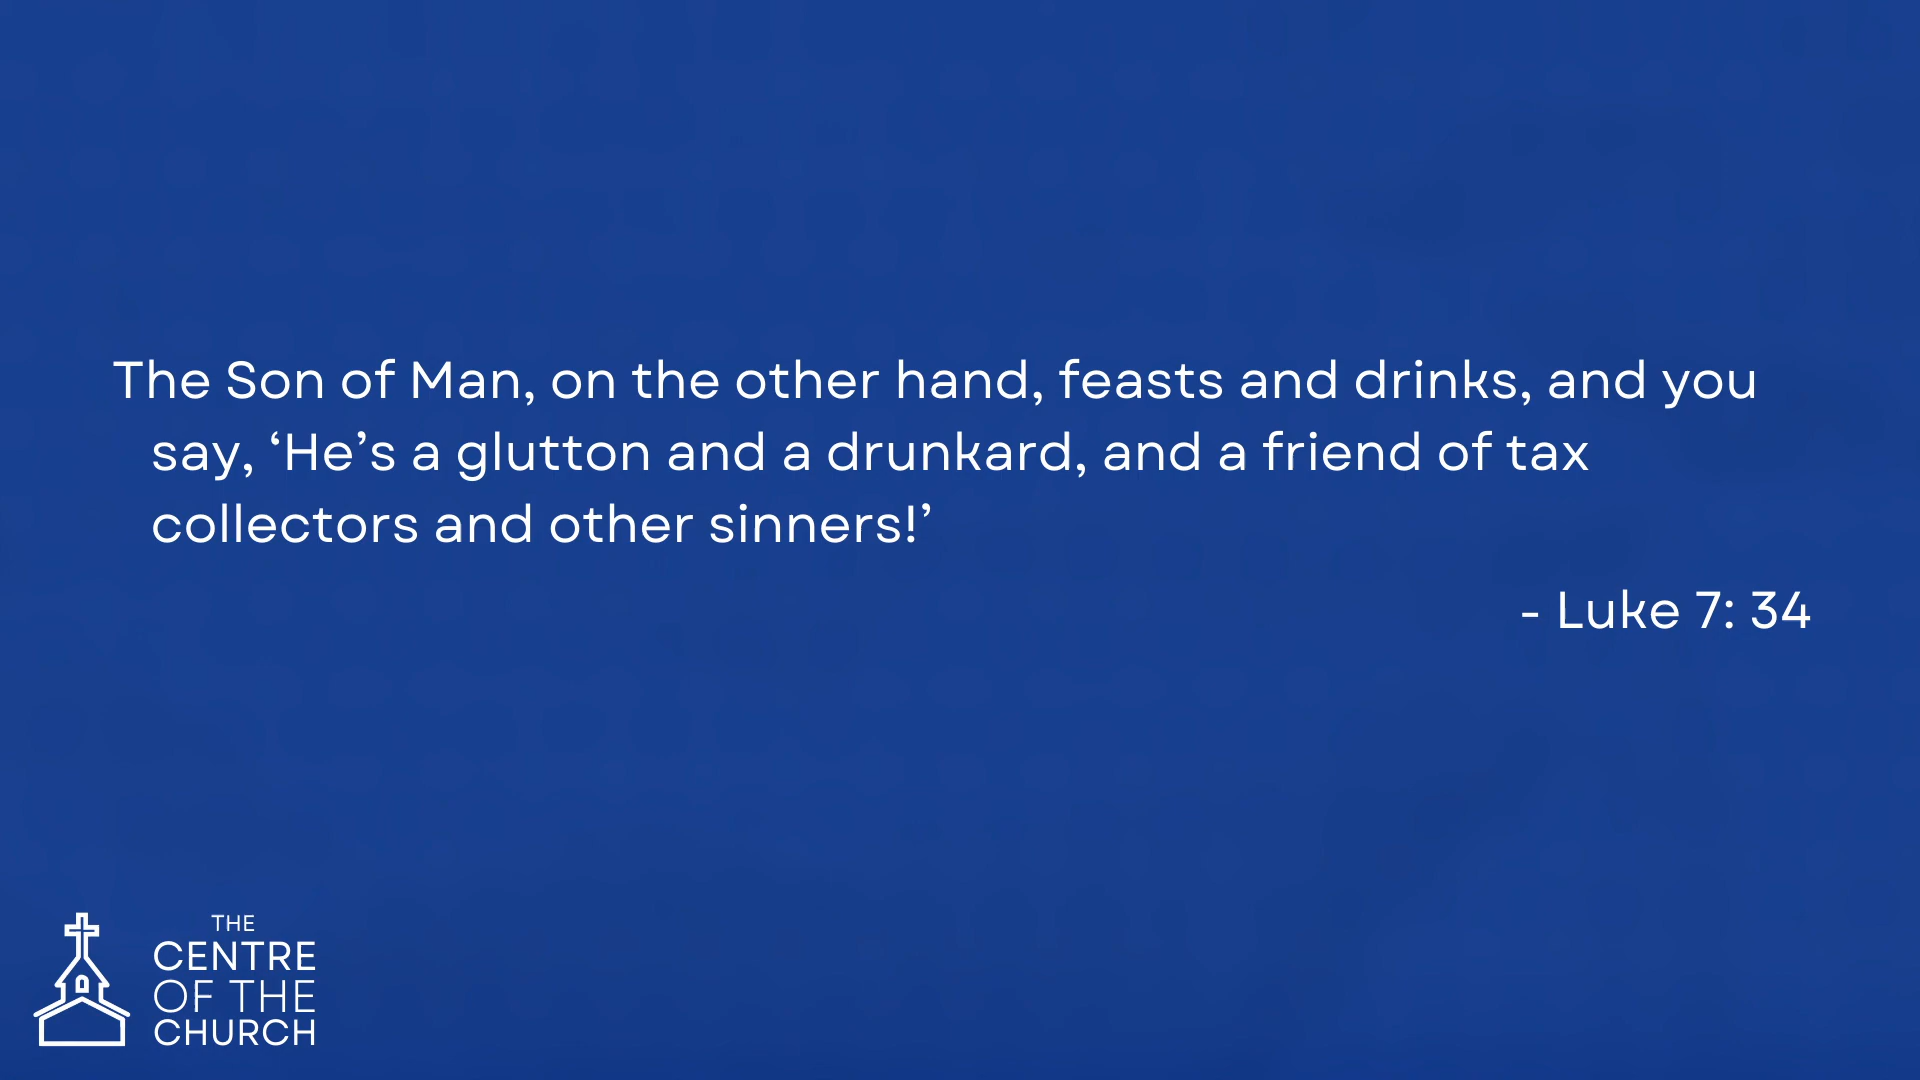 The Son of Man, on the other hand, feasts and drinks, and you
say, ‘He’s a glutton and a drunkard, and a friend of tax
collectors and other sinners!’
- Luke 7: 34
THE
CENTRE
OF THE
CHURCH